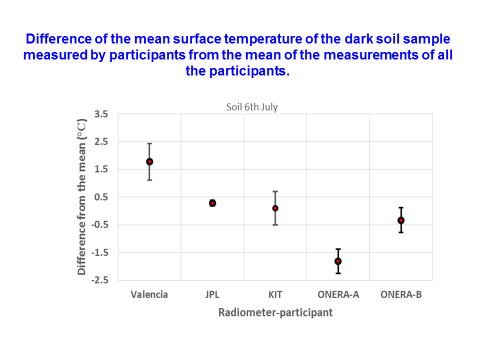 Difference of the mean surface temperature of the dark soil sample
measured by participants from the mean of the measurements of all
the participants.
Soil 6th July
Difference from the mean (°C)
3.5
2.5
1.5
0.5
-0.5
-1.5
-2.5
Valencia JPL KIT ONERA-A ONERA-B
Radiometer-participant